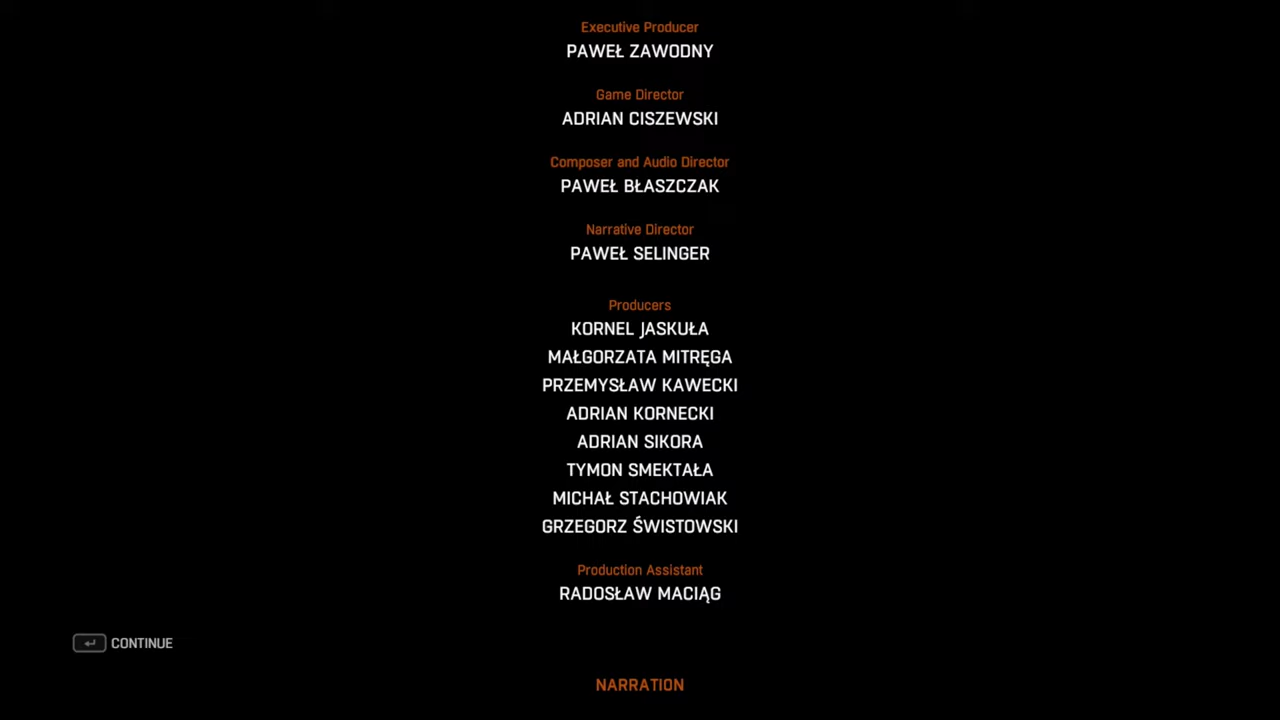 Executive Producer
PAWEŁ ZAWODNY
Game Director
ADRIAN CISZEWSKI
Composer and Audio Director
PAWEŁ BŁASZCZAK
Narrative Director
PAWEŁ SELINGER
Producers
KORNEL JASKUŁA
MAŁGORZATA MITRĘGA
PRZEMYSŁAW KAWECKI
ADRIAN KORNECKI
ADRIAN SIKORA
TYMON SMEKTAŁA
MICHAŁ STACHOWIAK
GRZEGORZ ŚWISTOWSKI
Production Assistant
RADOSŁAW MACIĄG
CONTINUE
NARRATION